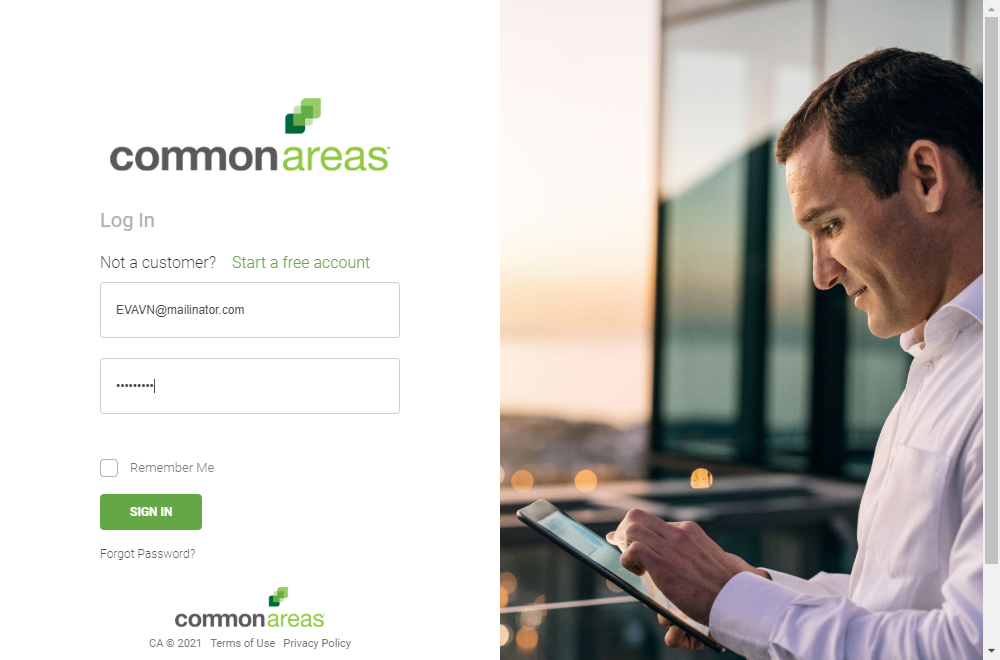 commonareas
Log In
Not a customer? Start a free account
EVAVN@mailinator.com
•••••••••
Remember Me
SIGN IN
Forgot Password?
commonareas
CA © 2021 Terms of Use Privacy Policy